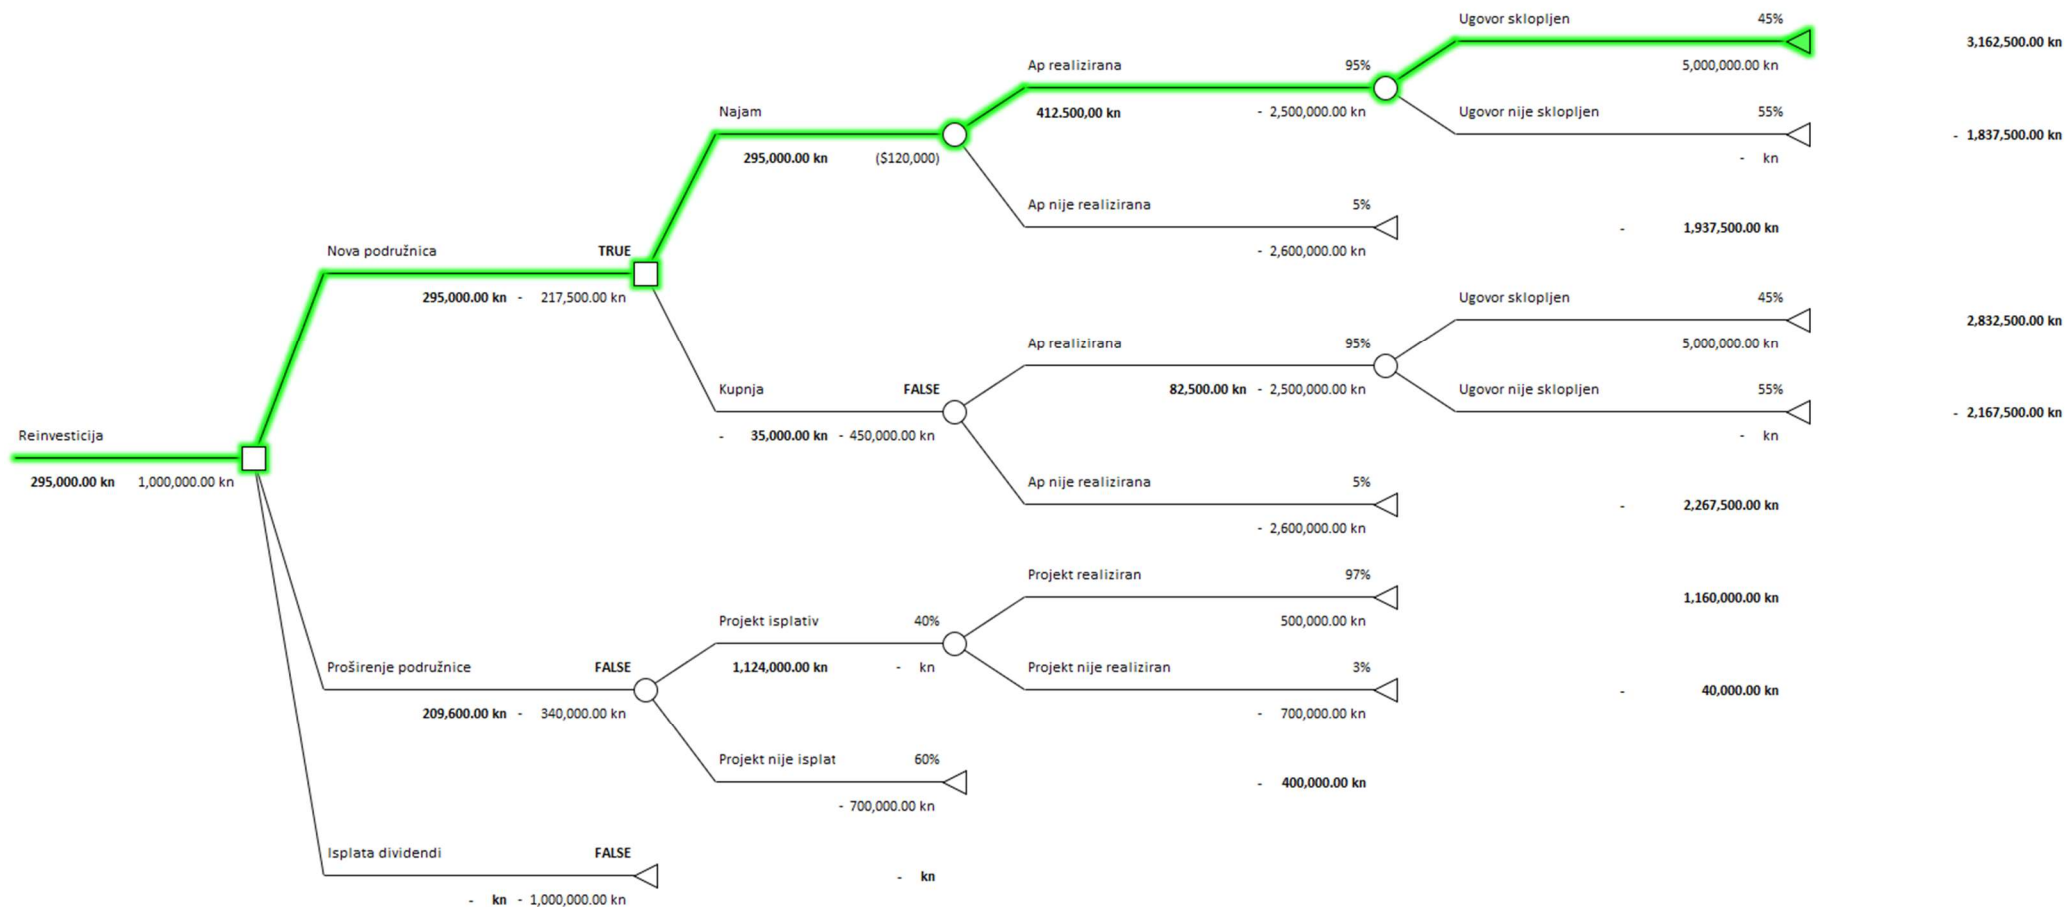 Ugovor sklopljen 45%
3,162,500.00 kn
Ap realizirana 95% 5,000,000.00 kn
Najam 412.500,00 kn - 2,500,000.00 kn Ugovor nije sklopljen 55%
- 1,837,500.00 kn
295,000.00 kn ($120,000) - kn
Ap nije realizirana 5%
- 1,937,500.00 kn
Nova podružnica TRUE - 2,600,000.00 kn
295,000.00 kn - 217,500.00 kn Ugovor sklopljen 45%
2,832,500.00 kn
Ap realizirana 95% 5,000,000.00 kn
Kupnja FALSE 82,500.00 kn - 2,500,000.00 kn Ugovor nije sklopljen 55%
- 2,167,500.00 kn
Reinvesticija - 35,000.00 kn - 450,000.00 kn - kn
295,000.00 kn 1,000,000.00 kn Ap nije realizirana 5%
- 2,267,500.00 kn
- 2,600,000.00 kn
Projekt realiziran 97%
1,160,000.00 kn
Projekt isplativ 40% 500,000.00 kn
Proširenje podružnice FALSE 1,124,000.00 kn - kn Projekt nije realiziran 3%
- 40,000.00 kn
209,600.00 kn - 340,000.00 kn - 700,000.00 kn
Projekt nije isplat 60%
- 400,000.00 kn
- 700,000.00 kn
Isplata dividendi FALSE
- kn
- kn - 1,000,000.00 kn